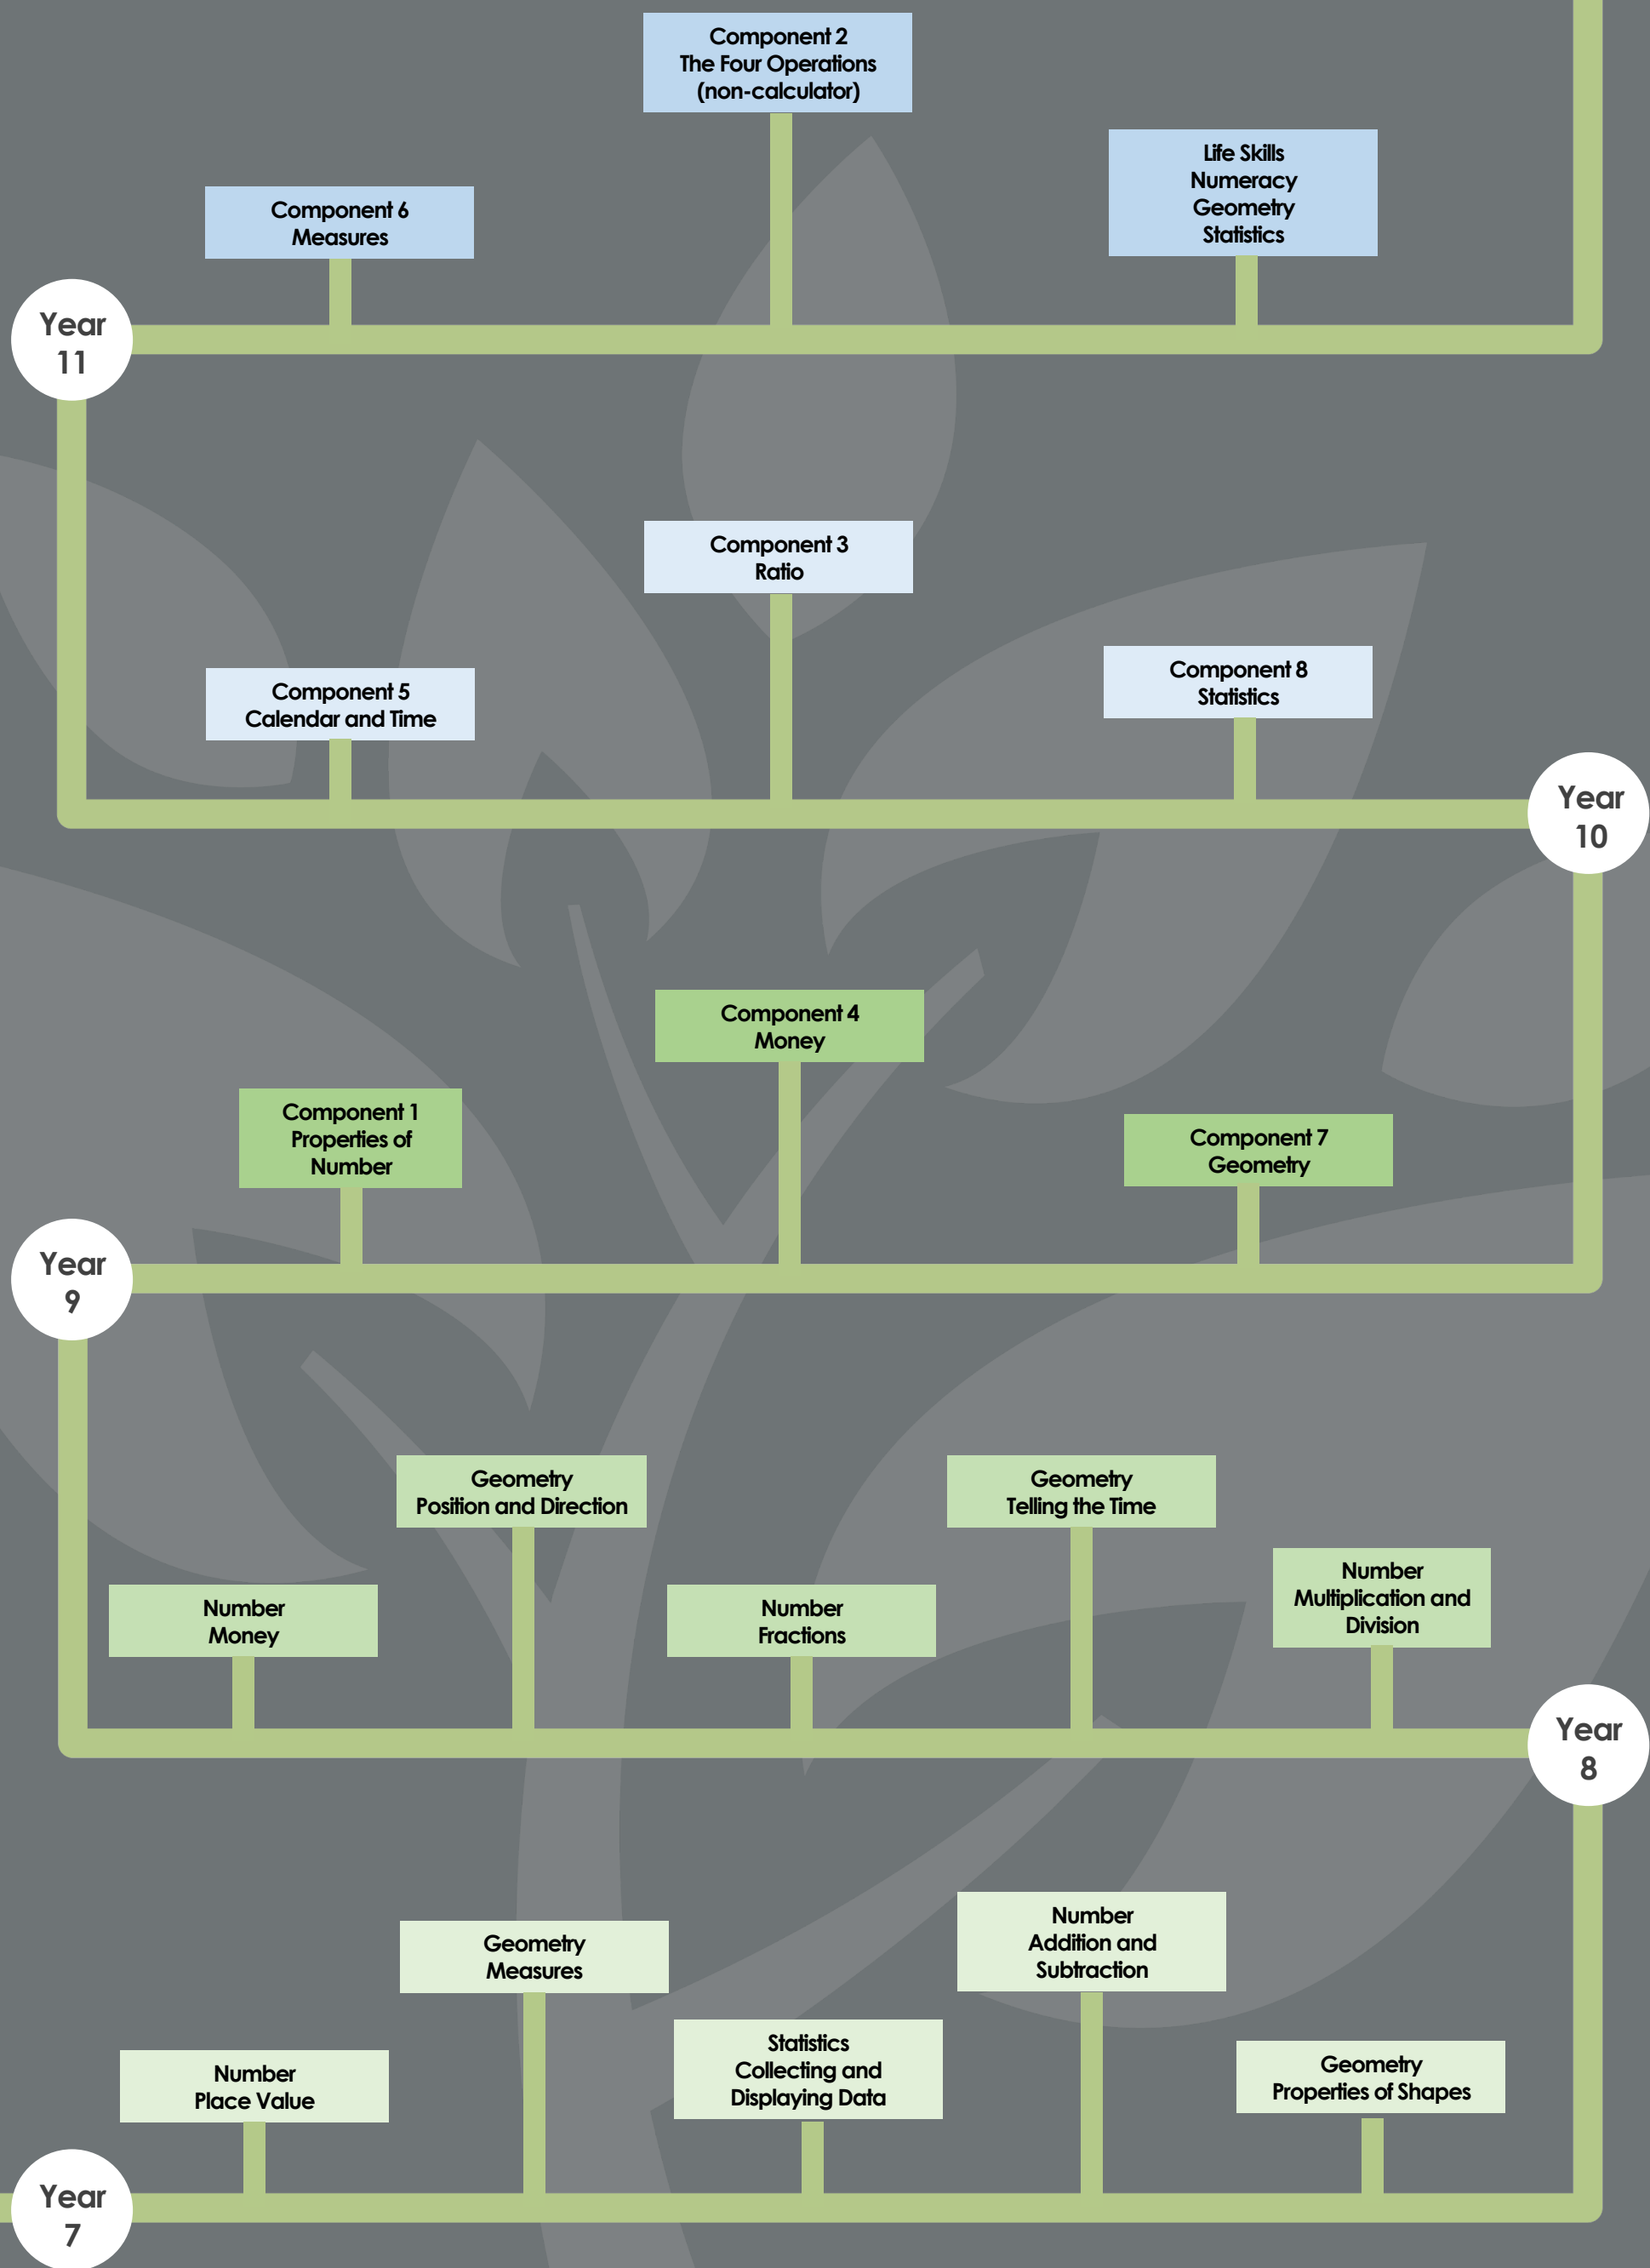 Component 2
The Four Operations
(non-calculator)
Life Skills
Numeracy
Geometry
Statistics
Component 6
Measures
Year
11
Component 3
Ratio
Component 8
Statistics
Component 5
Calendar and Time
Year
10
Component 4
Money
Component 1
Properties of
Number
Component 7
Geometry
Year
9
Geometry
Position and Direction
Geometry
Telling the Time
Number
Multiplication and
Division
Number
Money
Number
Fractions
Year
8
Number
Addition and
Subtraction
Geometry
Measures
Statistics
Collecting and
Displaying Data
Geometry
Properties of Shapes
Number
Place Value
Year
7